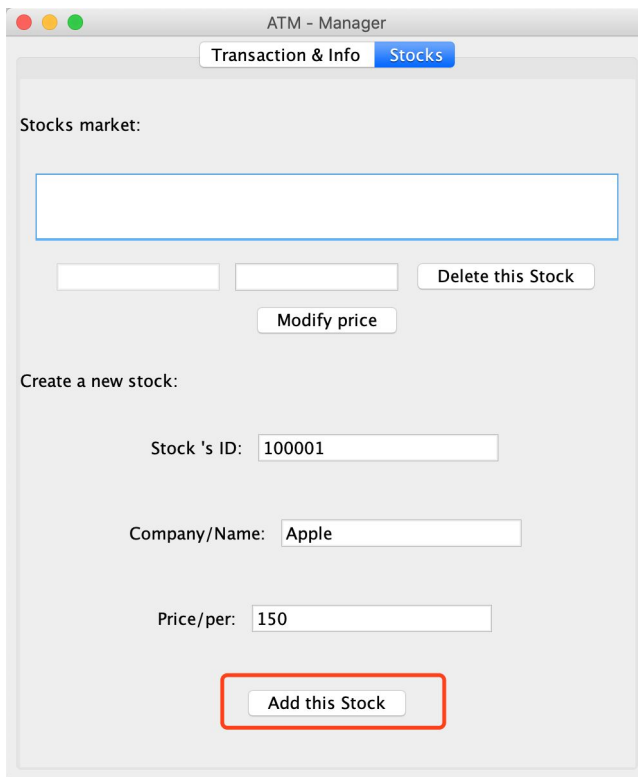 ATM - Manager
Transaction & Info Stocks
Stocks market:
Delete this Stock
Modify price
Create a new stock:
Stock 's ID: 100001
Company/Name: Apple
Price/per: 150
Add this Stock